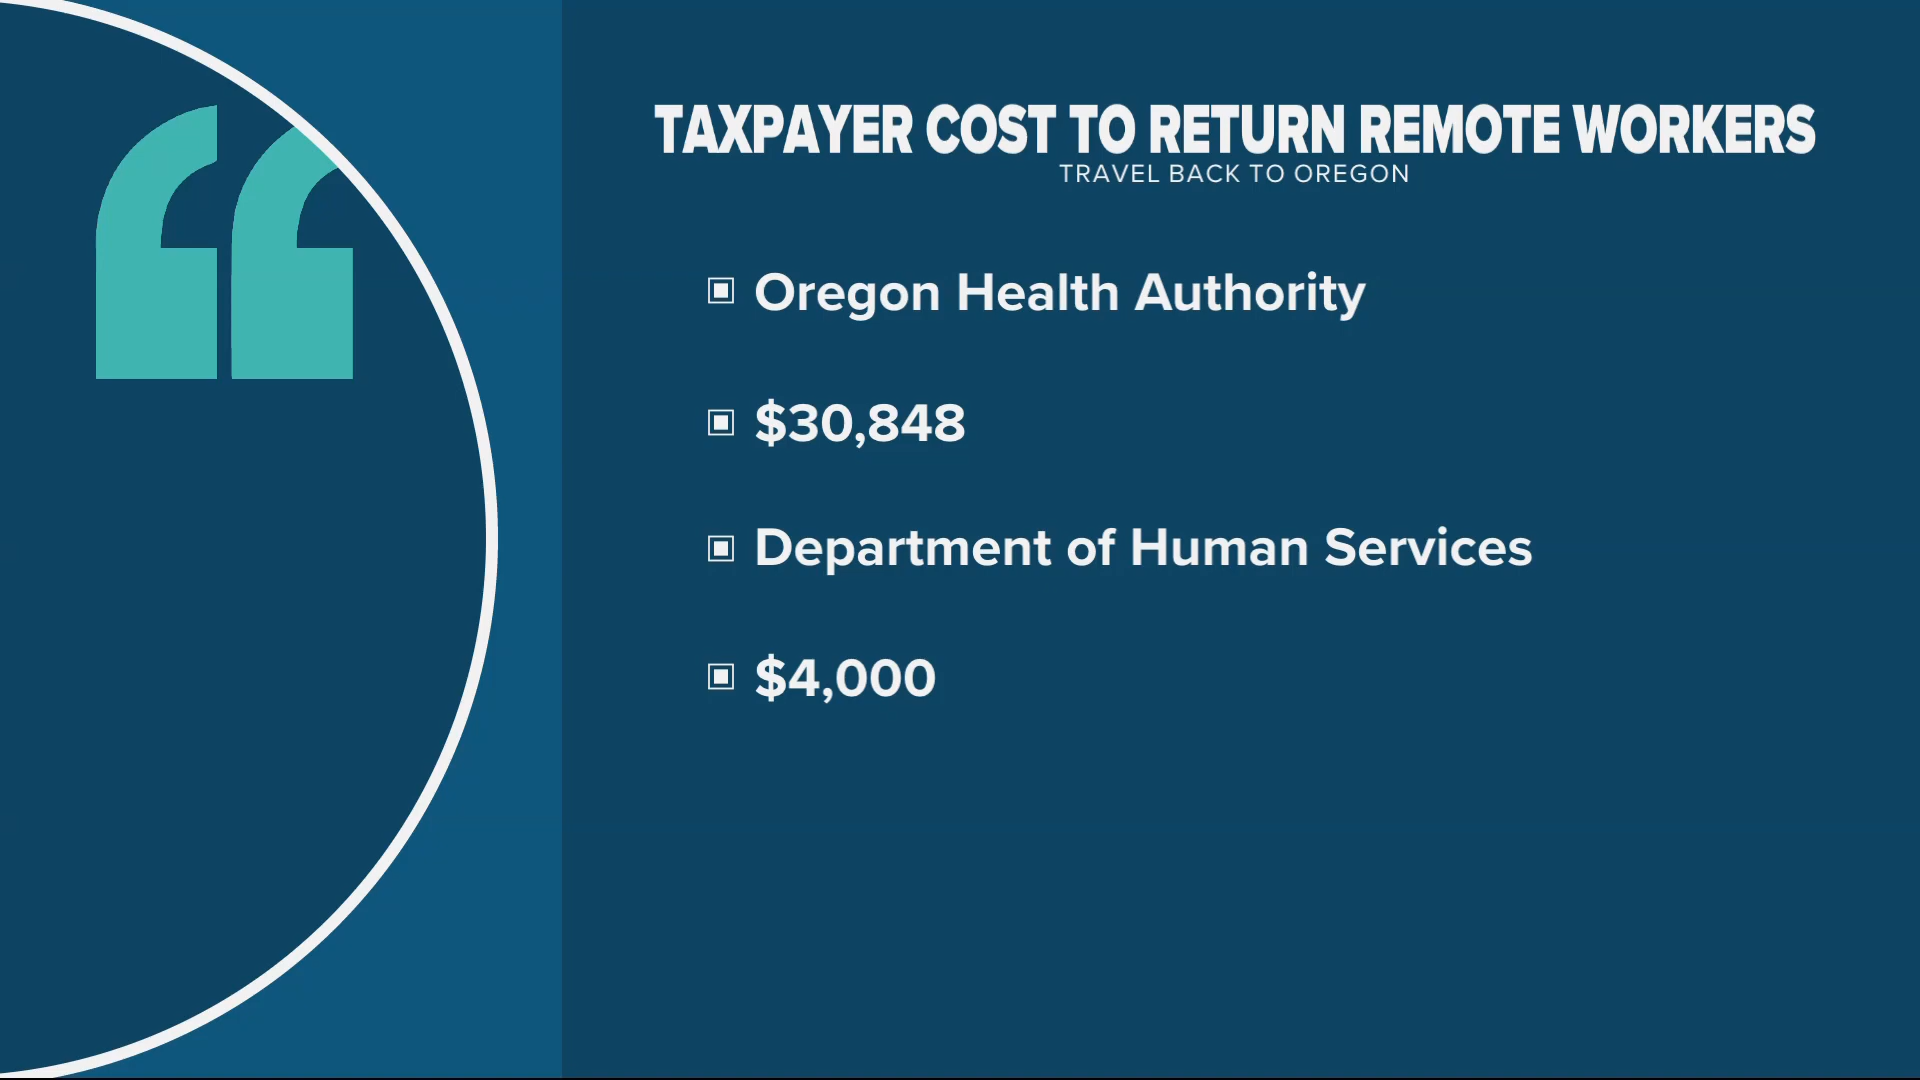 TAXPAYER COST TO RETURN REMOTE WORKERS
TRAVEL BACK TO OREGON
Oregon Health Authority
$30,848
Department of Human Services
$4,000